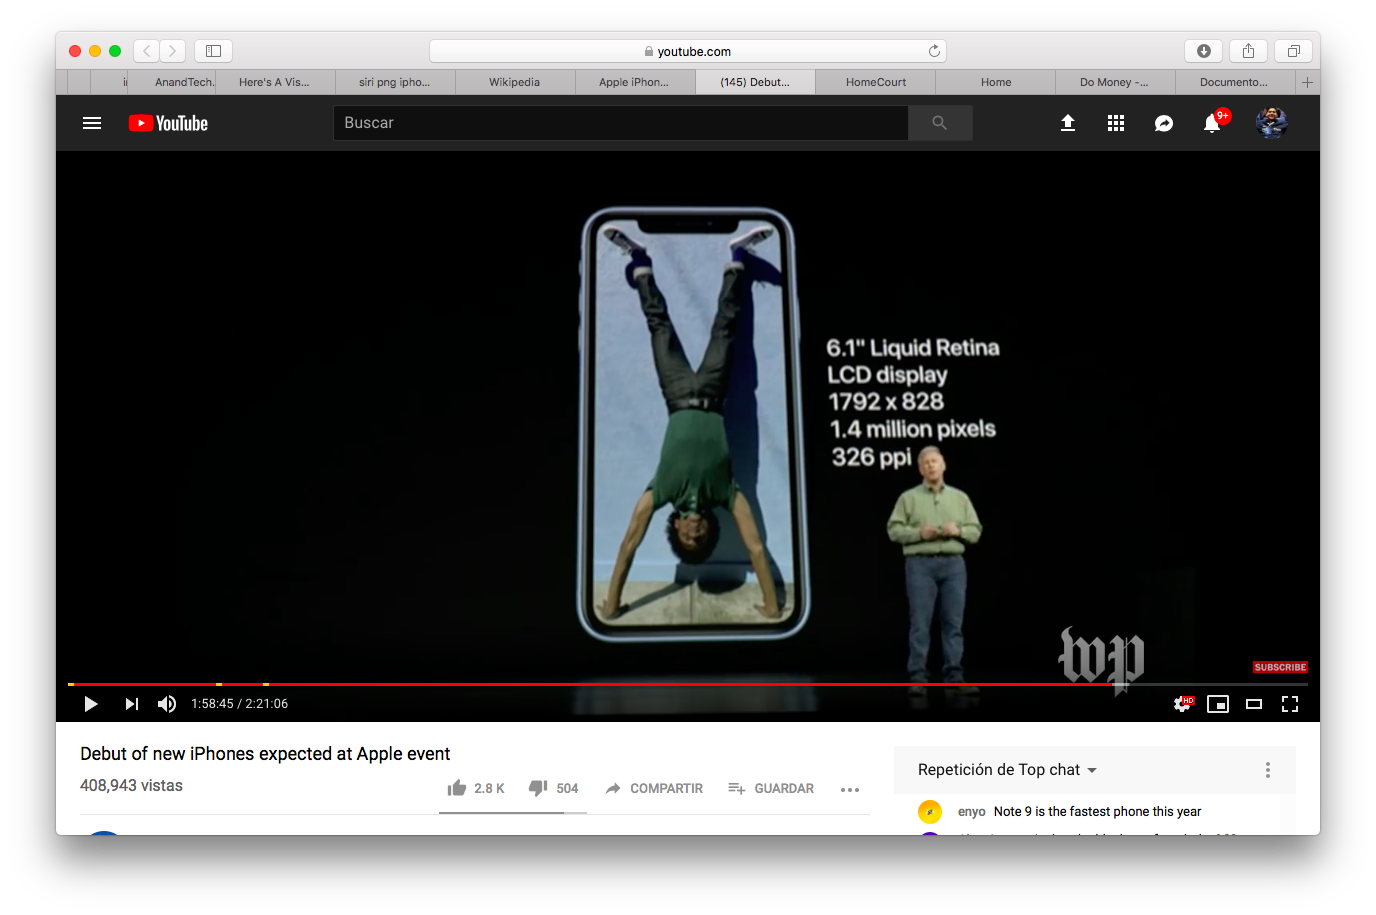 youtube.com
AnandTech.
Here's A Vis...
siri png ipho...
Wikipedia
Apple iPhon...
(145) Debut...
HomeCourt
Home
Do Money -...
Documento...
YouTube
Buscar
9+
6.1" Liquid Retina
LCD display
1792 x 828
1.4 million pixels
326 ppi
wp
SUBSCRIBE
1:58:45 / 2:21:06
HD
Debut of new iPhones expected at Apple event
408,943 vistas
2.8 K
504
COMPARTIR
GUARDAR
Repetición de Top chat
enyo Note 9 is the fastest phone this year